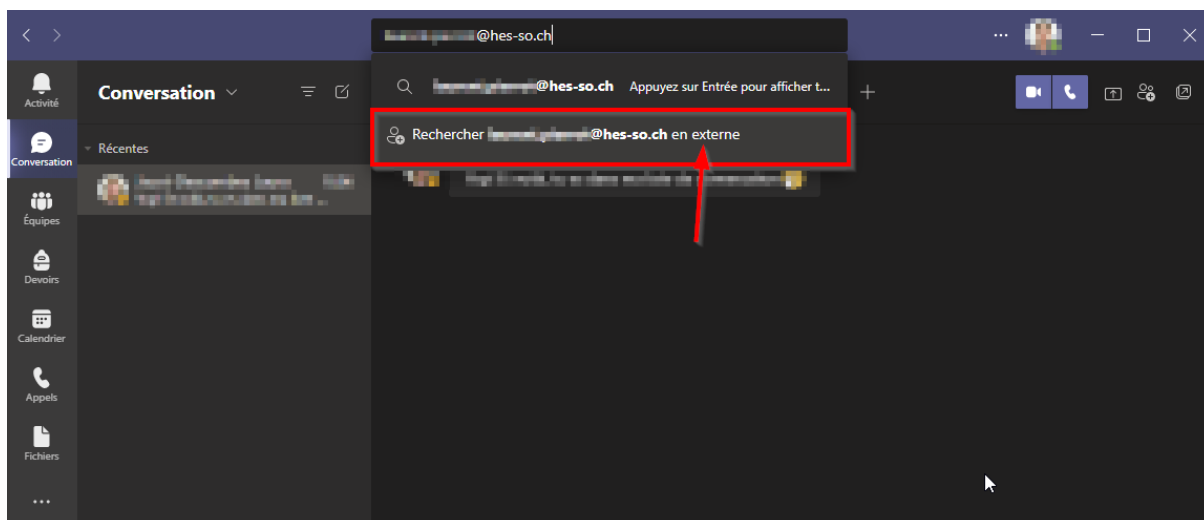 @hes-so.ch
Activité
Conversation
@hes-so.ch Appuyez sur Entrée pour afficher t...
Rechercher @hes-so.ch en externe
Conversation
Récentes
Équipes
Devoirs
Calendrier
Appels
Fichiers